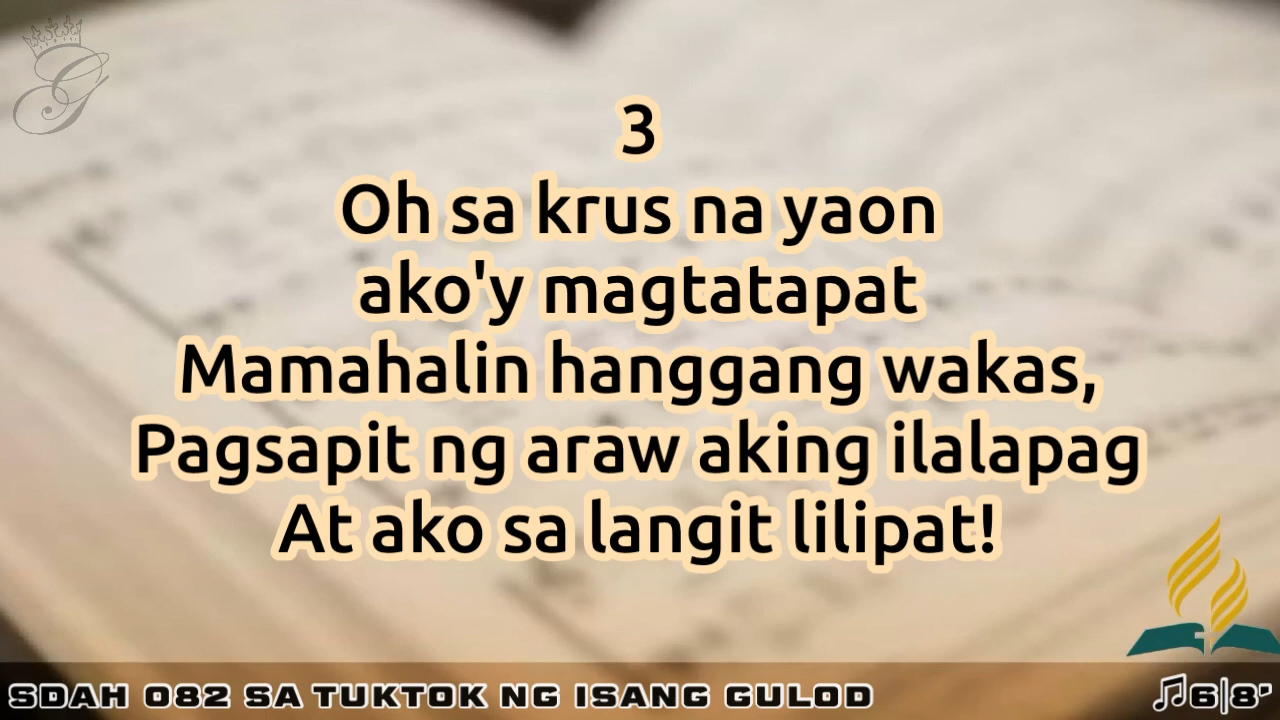 3
Oh sa krus na yaon
ako'y magtatapat
Mamahalin hanggang wakas,
Pagsapit ng araw aking ilalapag
At ako sa langit lilipat!
SDAH 082 SA TUKTOK NG ISANG GULOD
🎵6|8'